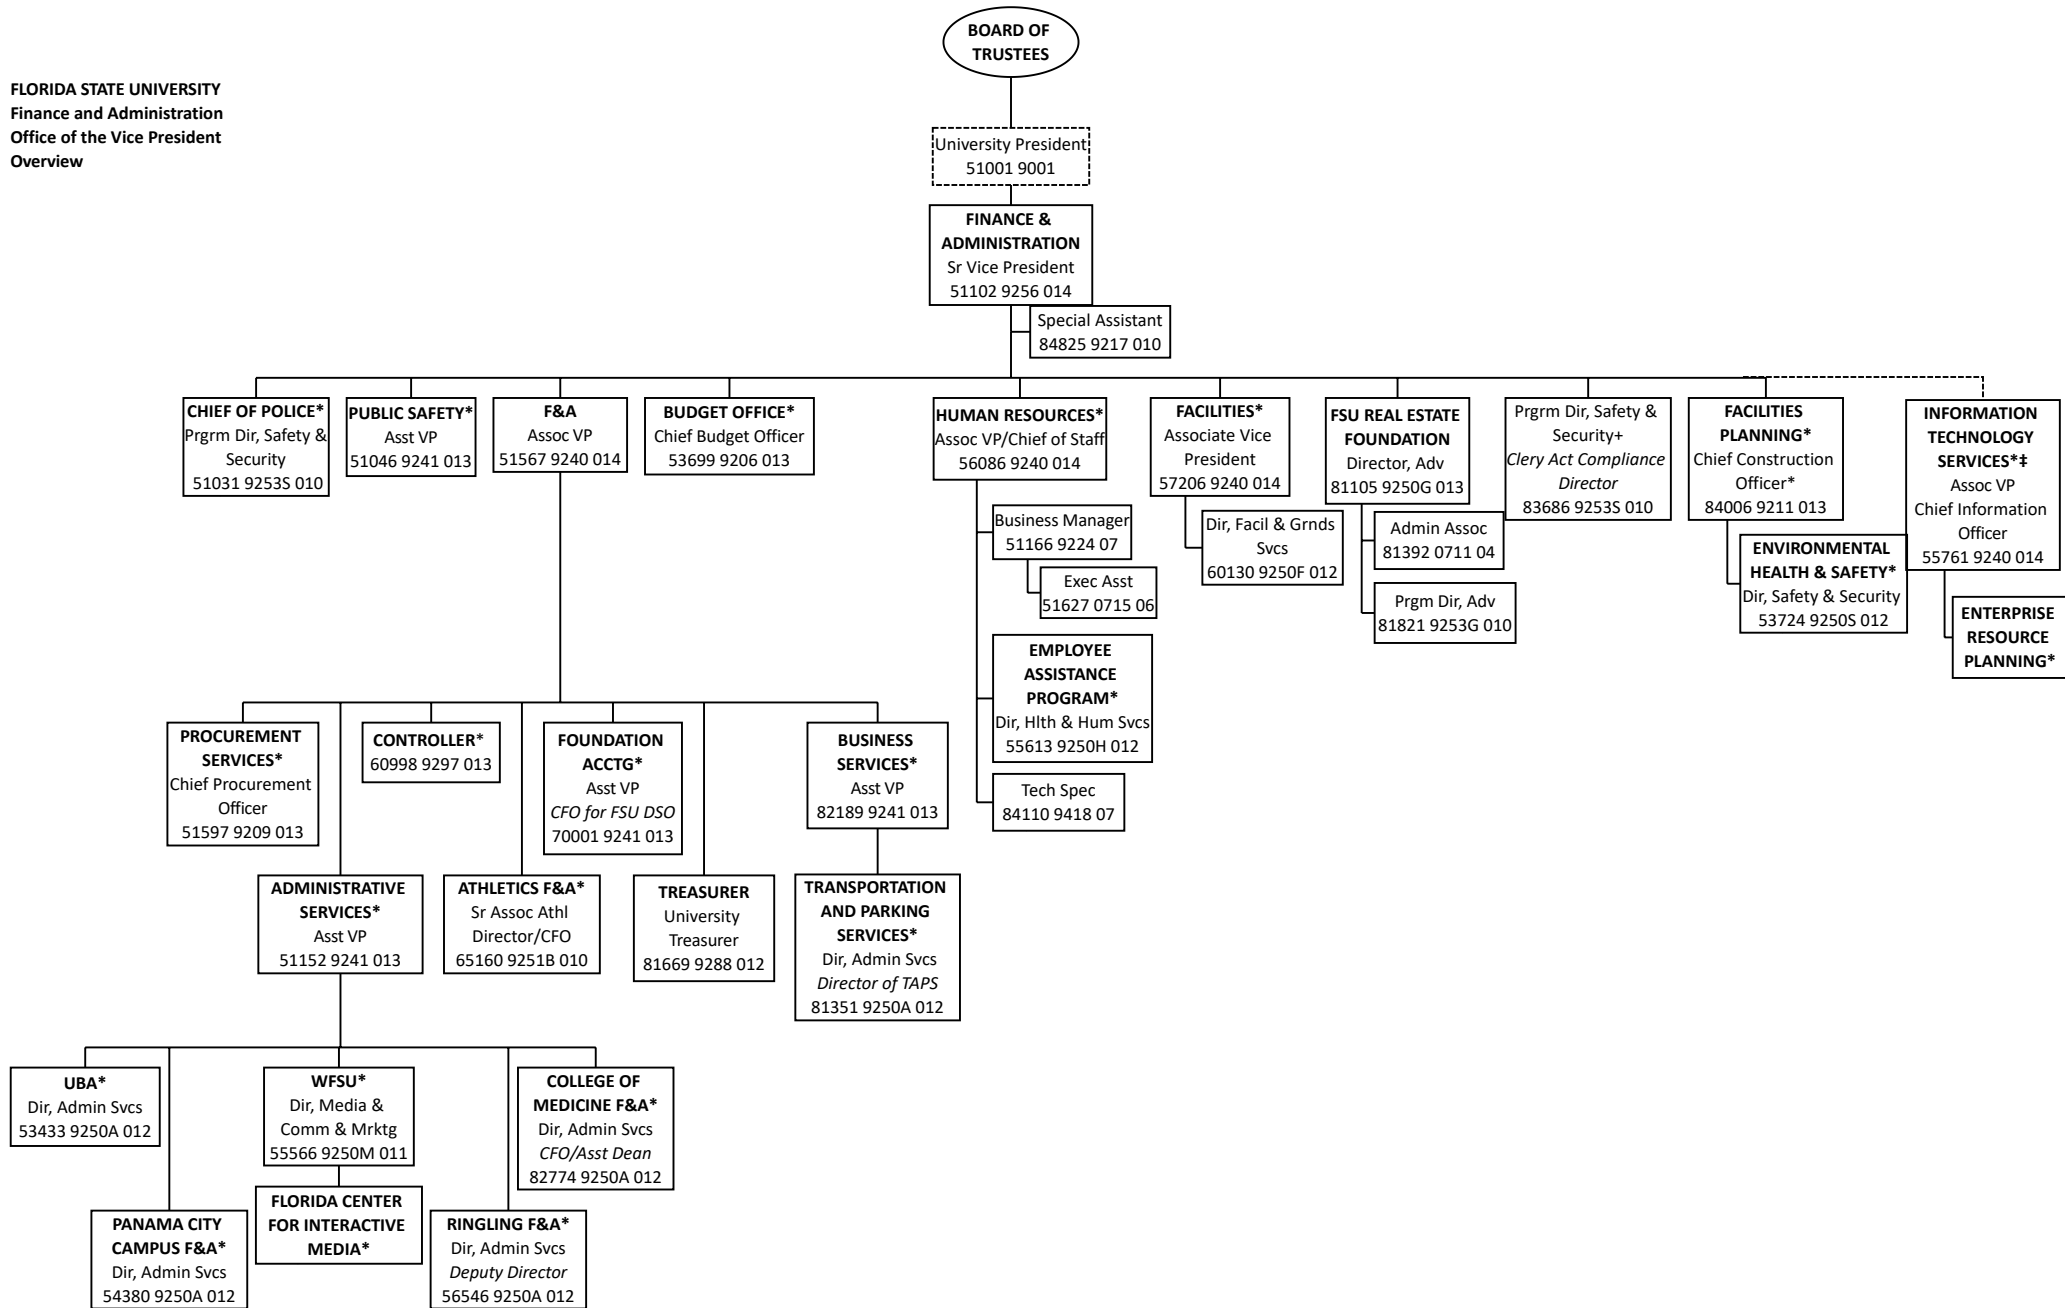 BOARD OF
TRUSTEES
FLORIDA STATE UNIVERSITY
Finance and Administration
Office of the Vice President
Overview
University President
51001 9001
FINANCE &
ADMINISTRATION
Sr Vice President
51102 9256 014
Special Assistant
84825 9217 010
CHIEF OF POLICE*
Prgrm Dir, Safety &
Security
51031 9253S 010
PUBLIC SAFETY*
Asst VP
51046 9241 013
F&A
Assoc VP
51567 9240 014
BUDGET OFFICE*
Chief Budget Officer
53699 9206 013
HUMAN RESOURCES*
Assoc VP/Chief of Staff
56086 9240 014
FACILITIES*
Associate Vice
President
57206 9240 014
FSU REAL ESTATE
FOUNDATION
Director, Adv
81105 9250G 013
Prgrm Dir, Safety &
Security+
Clery Act Compliance
Director
83686 9253S 010
FACILITIES
PLANNING*
Chief Construction
Officer*
84006 9211 013
INFORMATION
TECHNOLOGY
SERVICES*‡
Assoc VP
Chief Information
Officer
55761 9240 014
Business Manager
51166 9224 07
Exec Asst
51627 0715 06
EMPLOYEE
ASSISTANCE
PROGRAM*
Dir, Hlth & Hum Svcs
55613 9250H 012
Tech Spec
84110 9418 07
Dir, Facil & Grnds
Svcs
60130 9250F 012
Admin Assoc
81392 0711 04
Prgm Dir, Adv
81821 9253G 010
ENVIRONMENTAL
HEALTH & SAFETY*
Dir, Safety & Security
53724 9250S 012
ENTERPRISE
RESOURCE
PLANNING*
PROCUREMENT
SERVICES*
Chief Procurement
Officer
51597 9209 013
CONTROLLER*
60998 9297 013
FOUNDATION
ACCTG*
Asst VP
CFO for FSU DSO
70001 9241 013
BUSINESS
SERVICES*
Asst VP
82189 9241 013
ADMINISTRATIVE
SERVICES*
Asst VP
51152 9241 013
ATHLETICS F&A*
Sr Assoc Athl
Director/CFO
65160 9251B 010
TREASURER
University
Treasurer
81669 9288 012
TRANSPORTATION
AND PARKING
SERVICES*
Dir, Admin Svcs
Director of TAPS
81351 9250A 012
UBA*
Dir, Admin Svcs
53433 9250A 012
WFSU*
Dir, Media &
Comm & Mrktg
55566 9250M 011
COLLEGE OF
MEDICINE F&A*
Dir, Admin Svcs
CFO/Asst Dean
82774 9250A 012
PANAMA CITY
CAMPUS F&A*
Dir, Admin Svcs
54380 9250A 012
FLORIDA CENTER
FOR INTERACTIVE
MEDIA*
RINGLING F&A*
Dir, Admin Svcs
Deputy Director
56546 9250A 012